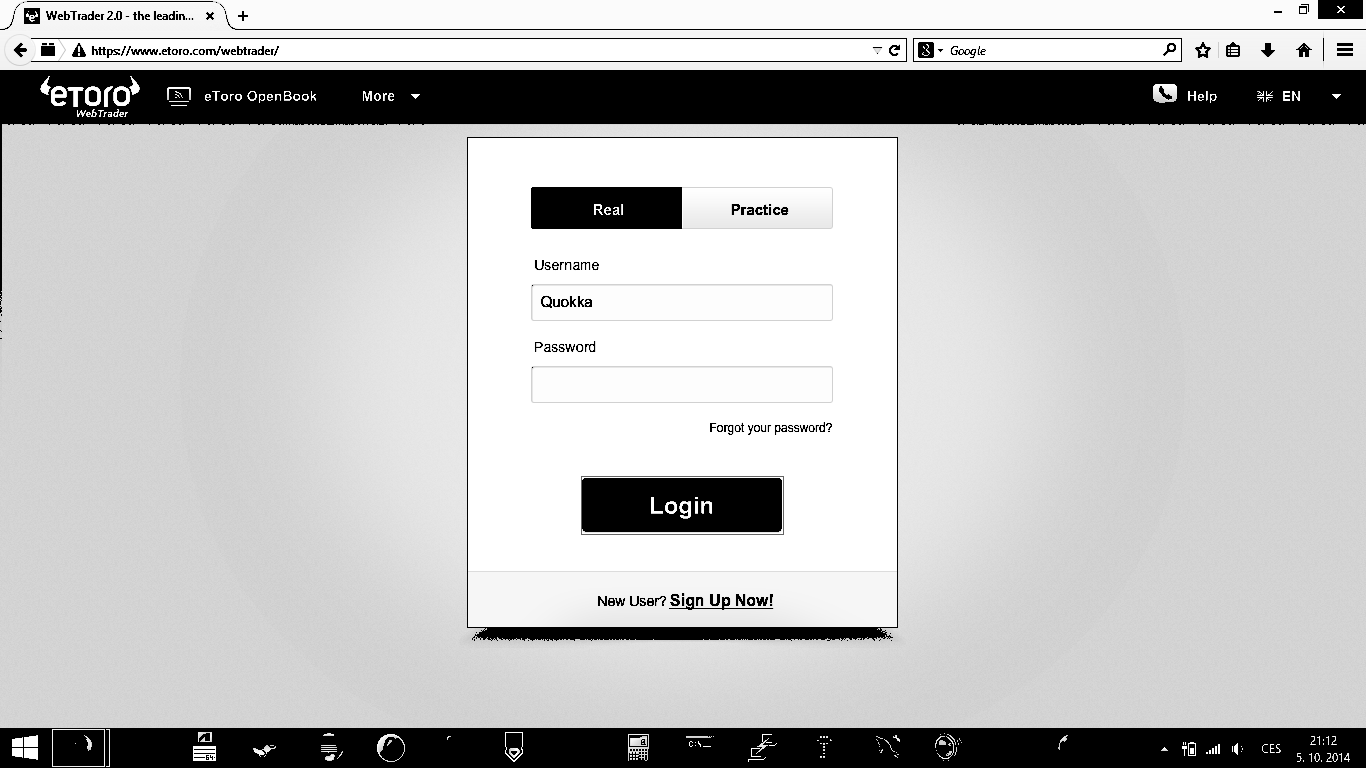 WebTrader 2.0 - the leadin...
https://www.etoro.com/webtrader/
Google
eToro
WebTrader
eToro OpenBook
More
Help
EN
Real
Practice
Username
Quokka
Password
Forgot your password?
Login
New User? Sign Up Now!
64
C:\
CES
21:12
5. 10. 2014